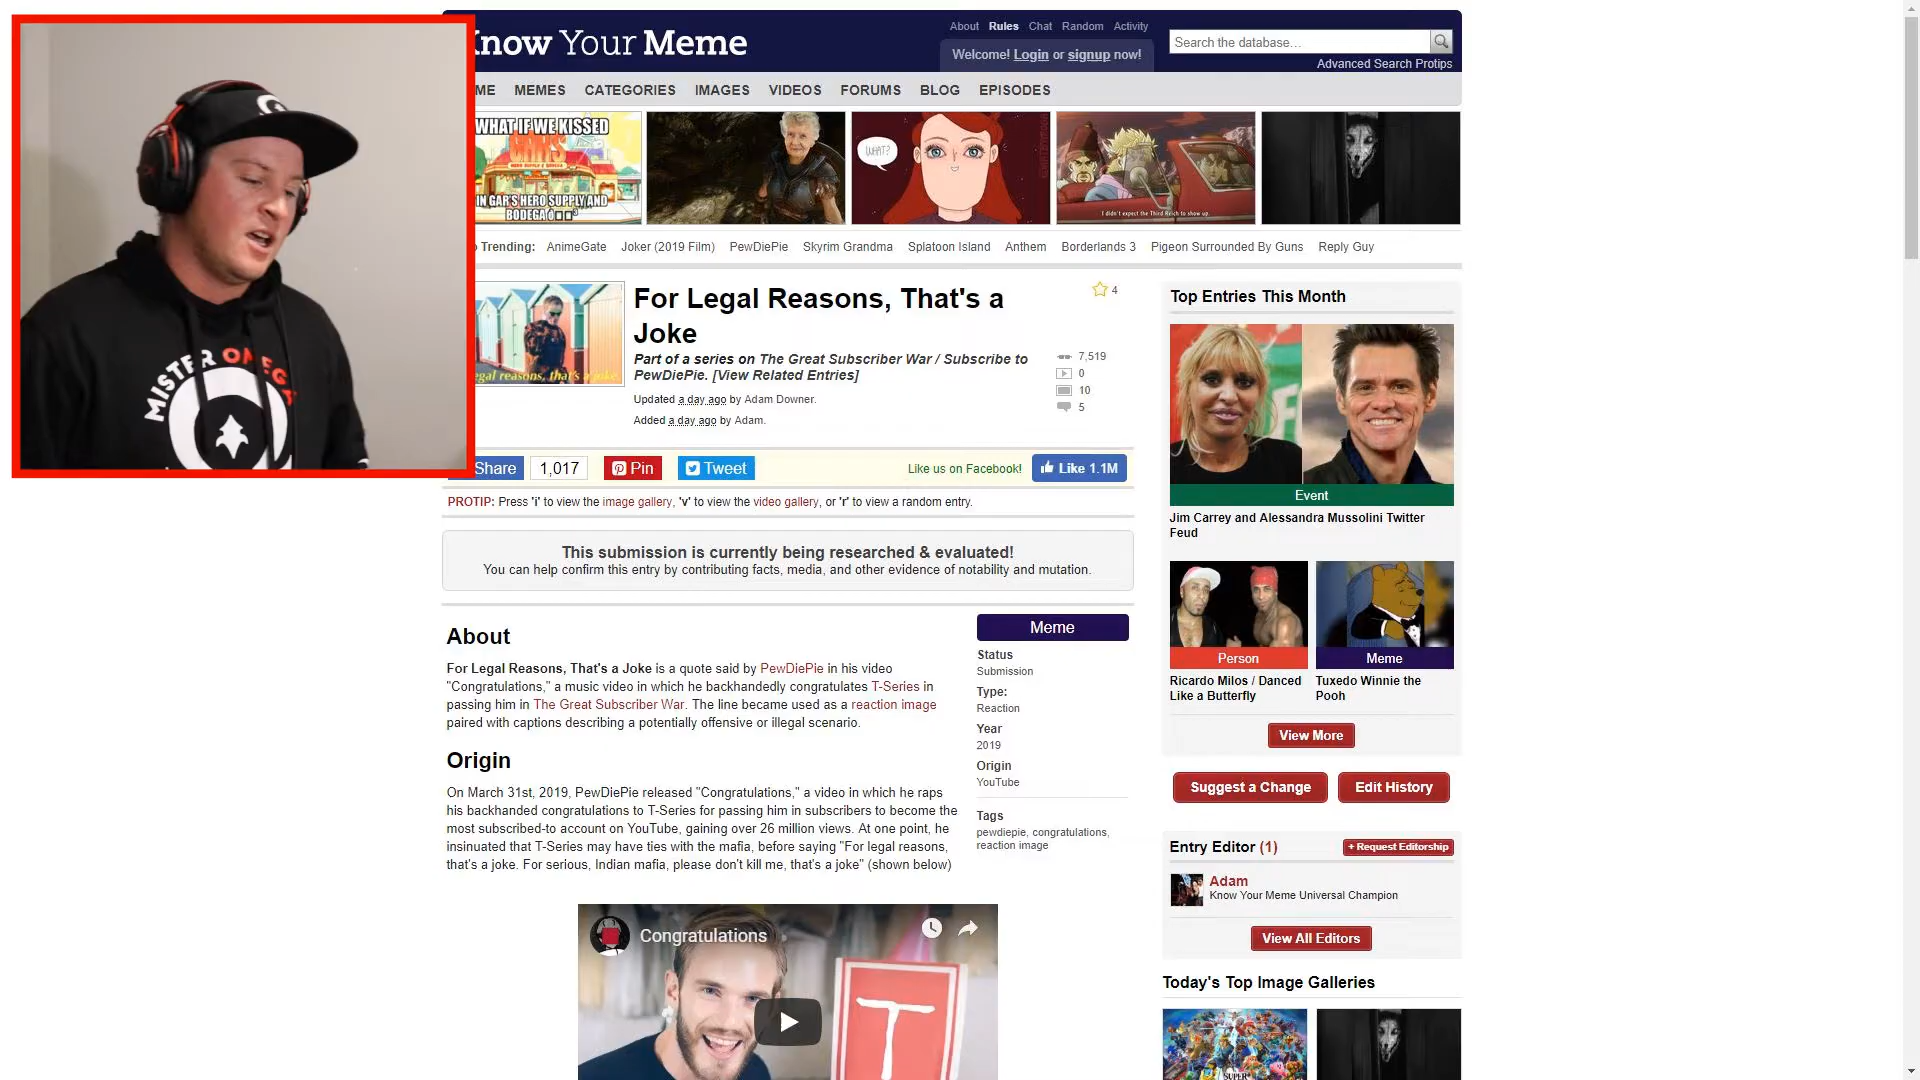 MISTER OMEGA
Know Your Meme
About Rules Chat Random Activity
Welcome! Login or signup now!
Search the database...
Advanced Search Protips
ME MEMES CATEGORIES IMAGES VIDEOS FORUMS BLOG EPISODES
WHAT IF WE KISSED
GAR'S
IN GAR'S HERO SUPPLY AND
BODEGA
WHAT?
I didn't expect the Third Reich to show up.
Trending: AnimeGate Joker (2019 Film) PewDiePie Skyrim Grandma Splatoon Island Anthem Borderlands 3 Pigeon Surrounded By Guns Reply Guy
egal reasons, that's a joke
For Legal Reasons, That's a
Joke
Part of a series on The Great Subscriber War / Subscribe to
PewDiePie. [View Related Entries]
Updated a day ago by Adam Downer.
Added a day ago by Adam.
4
7,519
0
10
5
Share 1,017 Pin Tweet Like us on Facebook! Like 1.1M
PROTIP: Press 'i' to view the image gallery, 'v' to view the video gallery, or 'r' to view a random entry.
This submission is currently being researched & evaluated!
You can help confirm this entry by contributing facts, media, and other evidence of notability and mutation.
About
For Legal Reasons, That's a Joke is a quote said by PewDiePie in his video
"Congratulations," a music video in which he backhandedly congratulates T-Series in
passing him in The Great Subscriber War. The line became used as a reaction image
paired with captions describing a potentially offensive or illegal scenario.
Origin
On March 31st, 2019, PewDiePie released "Congratulations," a video in which he raps
his backhanded congratulations to T-Series for passing him in subscribers to become the
most subscribed-to account on YouTube, gaining over 26 million views. At one point, he
insinuated that T-Series may have ties with the mafia, before saying "For legal reasons,
that's a joke. For serious, Indian mafia, please don't kill me, that's a joke" (shown below)
Congratulations
T
Meme
Status
Submission
Type:
Reaction
Year
2019
Origin
YouTube
Tags
pewdiepie, congratulations,
reaction image
Top Entries This Month
Event
Jim Carrey and Alessandra Mussolini Twitter
Feud
Person
Ricardo Milos / Danced
Like a Butterfly
Meme
Tuxedo Winnie the
Pooh
View More
Suggest a Change Edit History
Entry Editor (1) + Request Editorship
Adam
Know Your Meme Universal Champion
View All Editors
Today's Top Image Galleries
SUPER